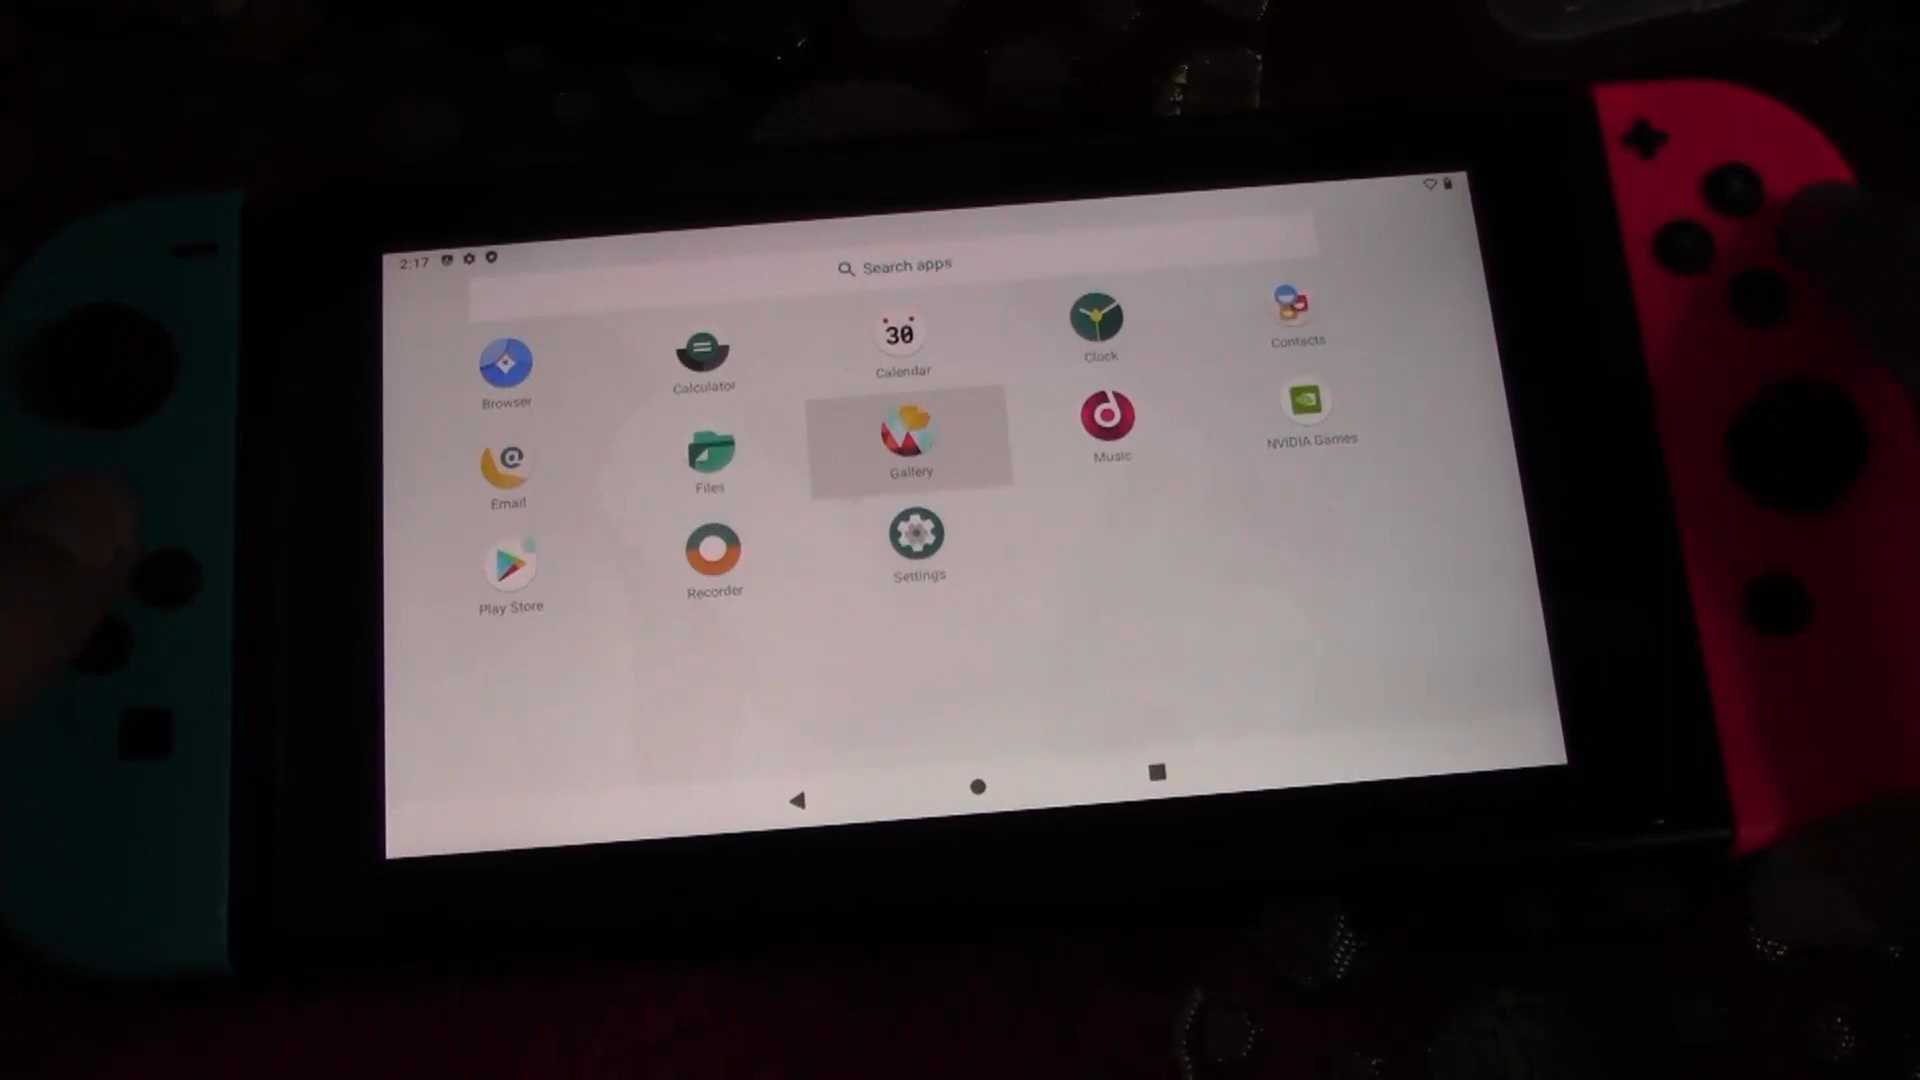 2:17
Search apps
30
Browser
Calculator
Calendar
Clock
Contacts
Email
Files
Gallery
Music
NVIDIA Games
Play Store
Recorder
Settings